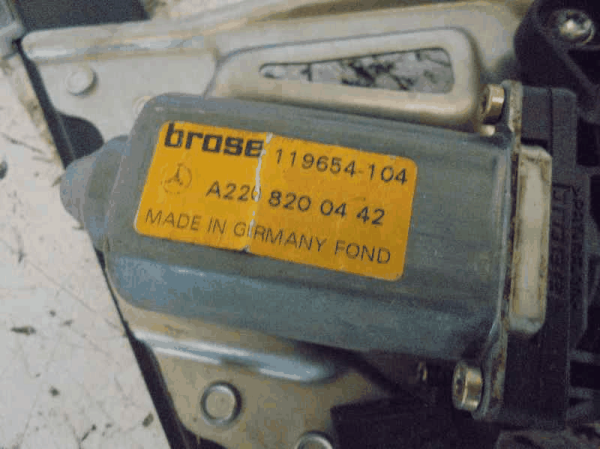 brose 119654-104
A220 820 04 42
MADE IN GERMANY FOND